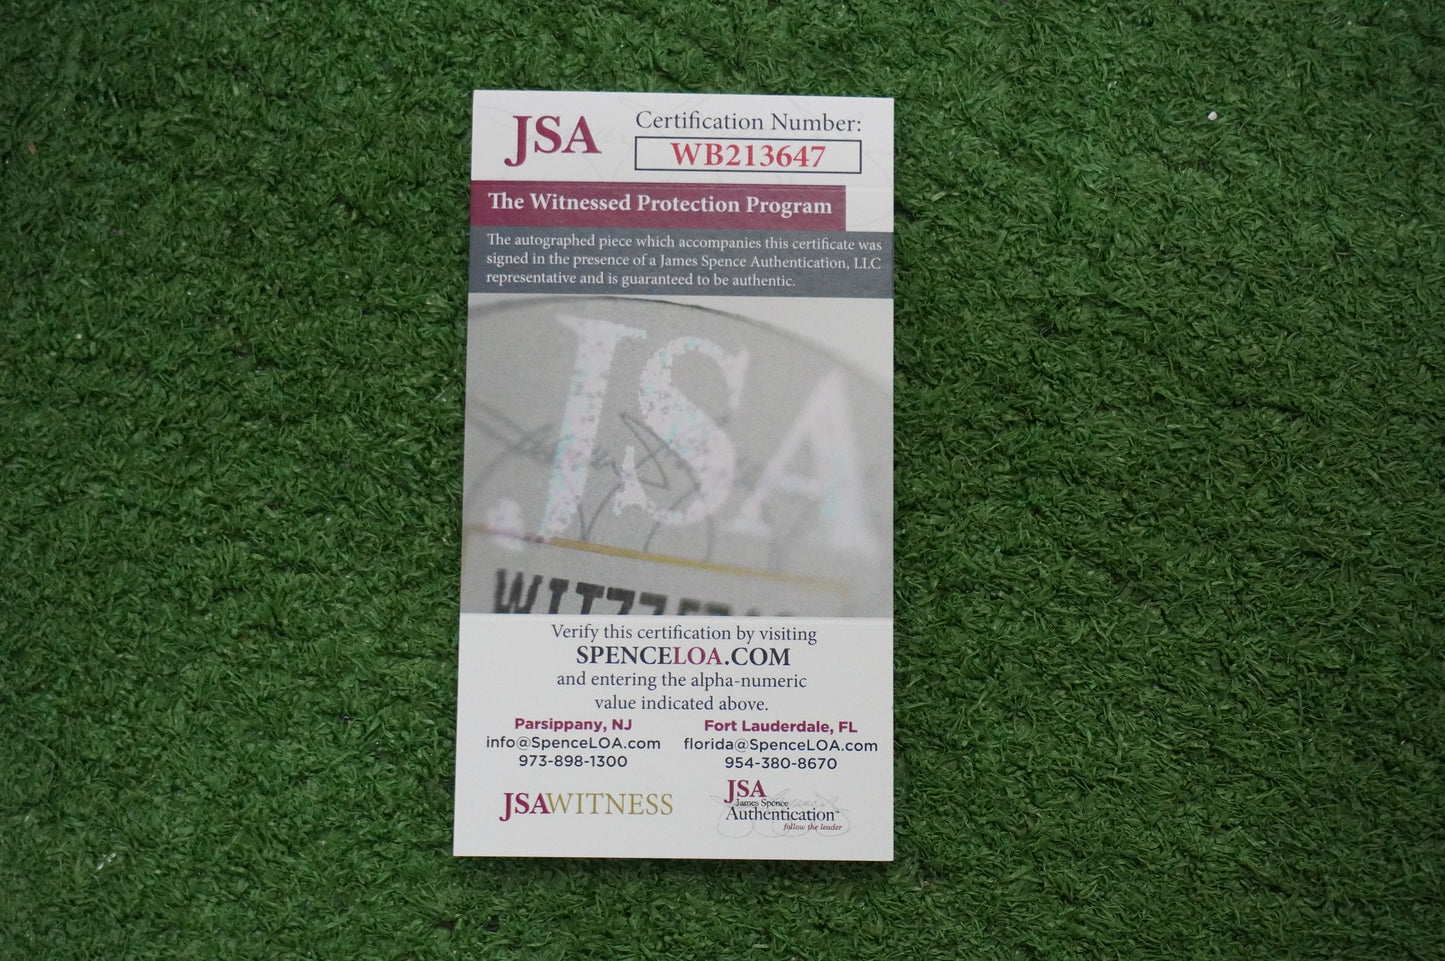 JSA
Certification Number:
WB213647
The Witnessed Protection Program
The autographed piece which accompanies this certificate was
signed in the presence of a James Spence Authentication, LLC
representative and is guaranteed to be authentic.
JSA
Verify this certification by visiting
SPENCELOA.COM
and entering the alpha-numeric
value indicated above.
Parsippany, NJ
info@SpenceLOA.com
973-898-1300
Fort Lauderdale, FL
florida@SpenceLOA.com
954-380-8670
JSAWITNESS
JSA
James Spence
Authentication™
follow the leader